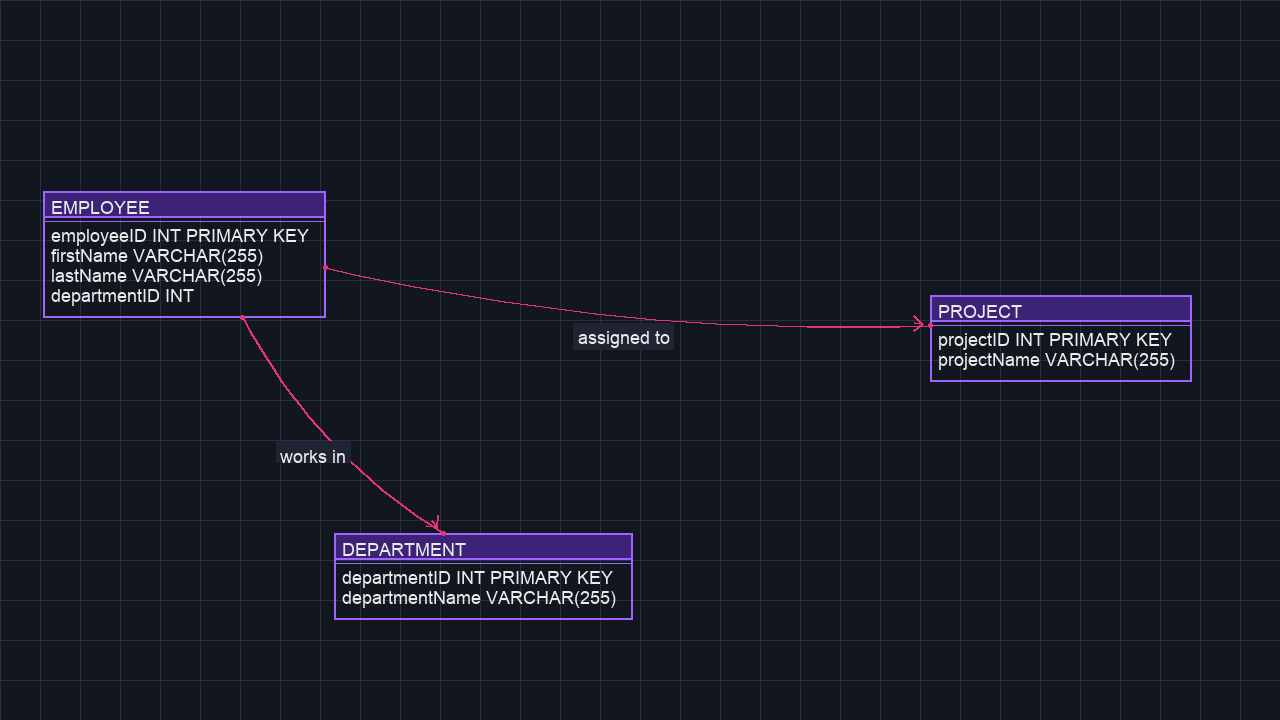 EMPLOYEE
employeeID INT PRIMARY KEY
firstName VARCHAR(255)
lastName VARCHAR(255)
departmentID INT
PROJECT
projectID INT PRIMARY KEY
projectName VARCHAR(255)
assigned to
works in
DEPARTMENT
departmentID INT PRIMARY KEY
departmentName VARCHAR(255)